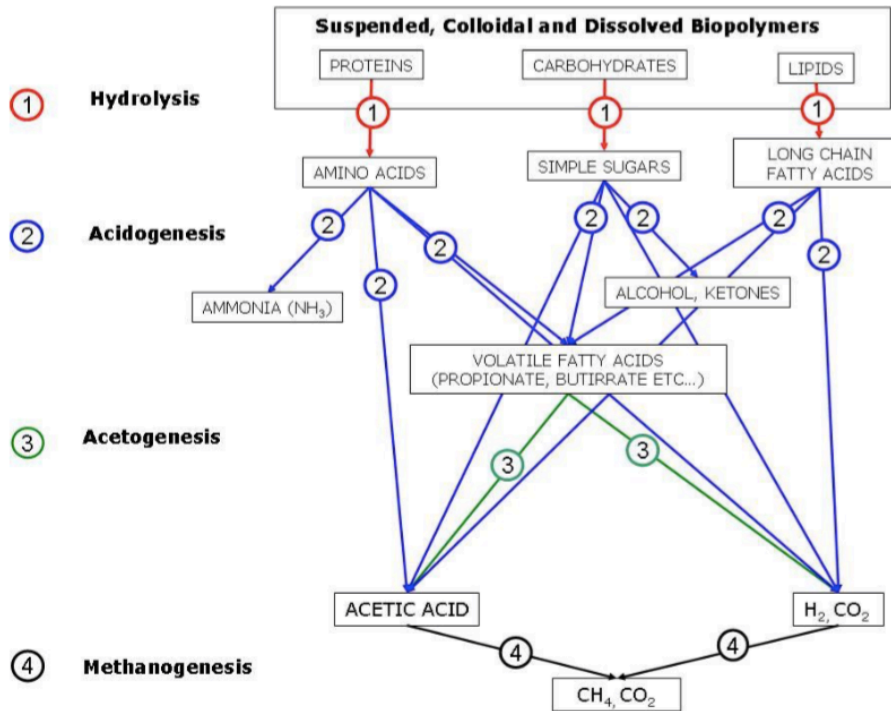 Suspended, Colloidal and Dissolved Biopolymers
PROTEINS
CARBOHYDRATES
LIPIDS
1 Hydrolysis
1
1
1
AMINO ACIDS
SIMPLE SUGARS
LONG CHAIN
FATTY ACIDS
2 Acidogenesis
2
2
2
2
2
2
2
AMMONIA (NH₃)
ALCOHOL, KETONES
VOLATILE FATTY ACIDS
(PROPIONATE, BUTIRRATE ETC...)
3 Acetogenesis
3
3
ACETIC ACID
H₂, CO₂
4 Methanogenesis
4
4
CH₄, CO₂